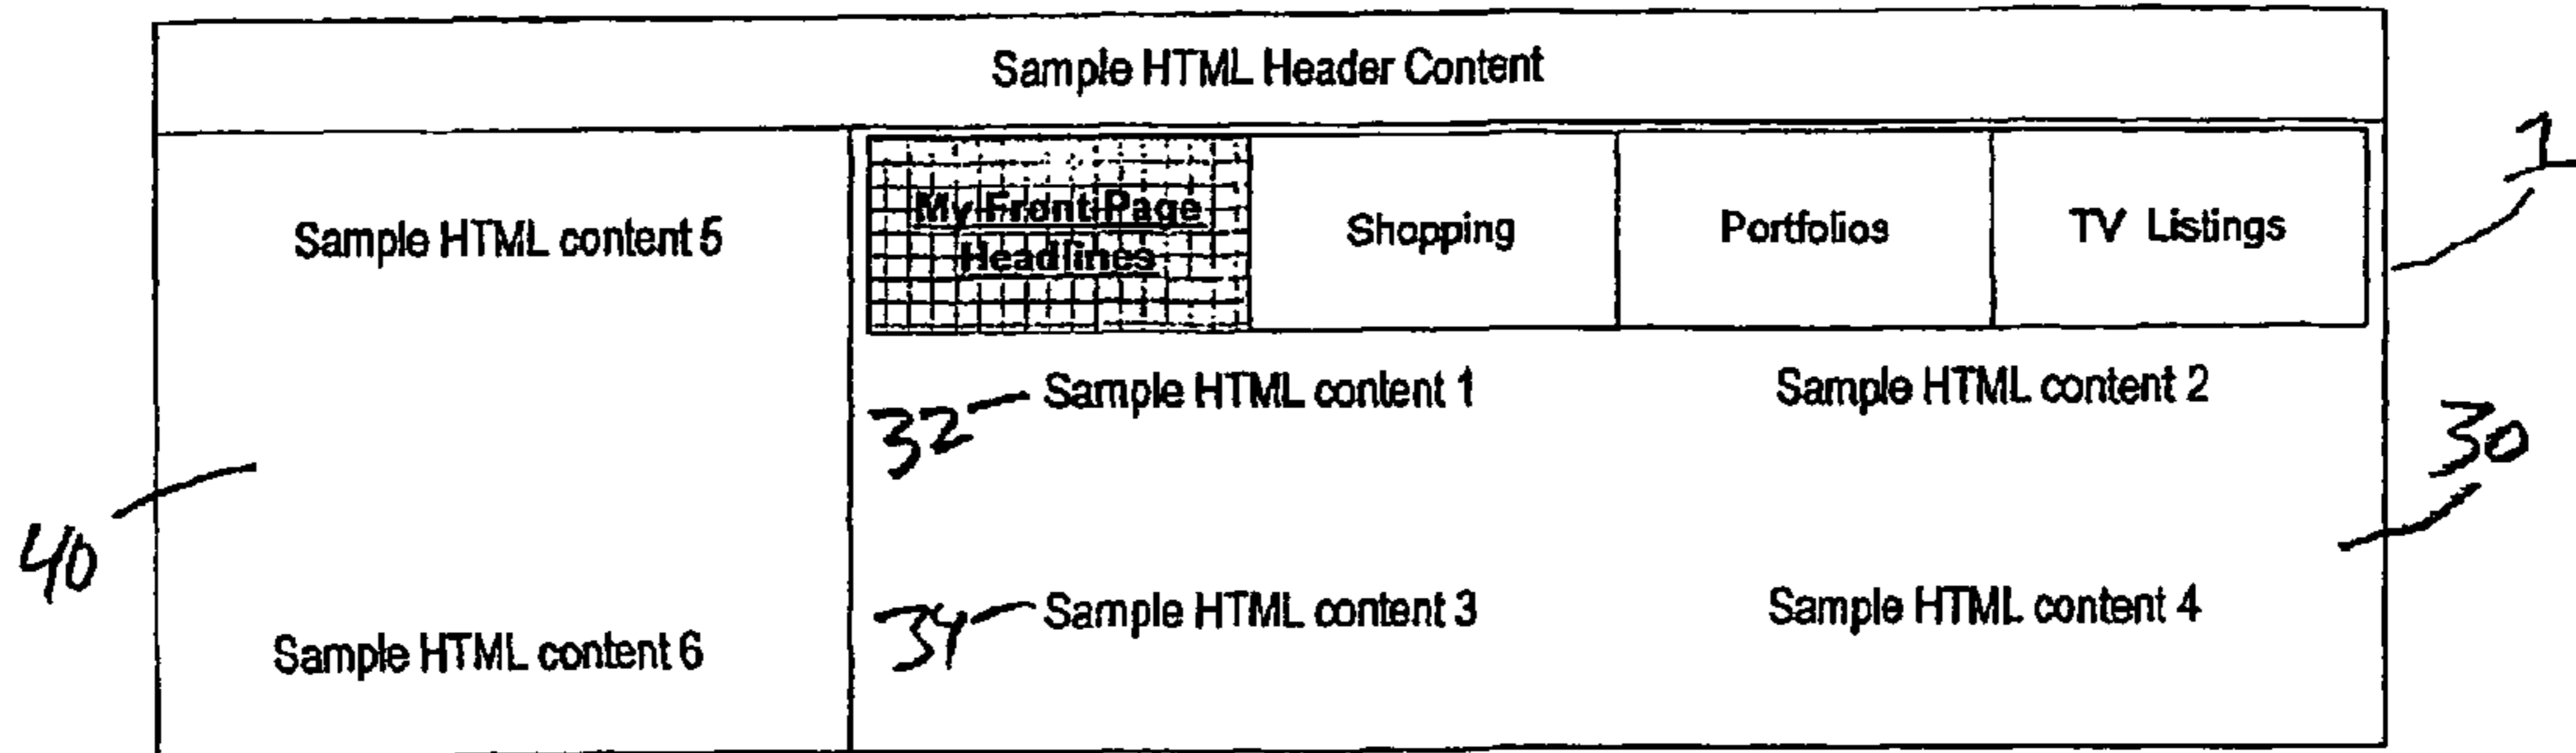 Sample HTML Header Content
1
Sample HTML content 5
My Front Page
Headlines
Shopping
Portfolios
TV Listings
32
Sample HTML content 1
Sample HTML content 2
30
40
34
Sample HTML content 3
Sample HTML content 4
Sample HTML content 6